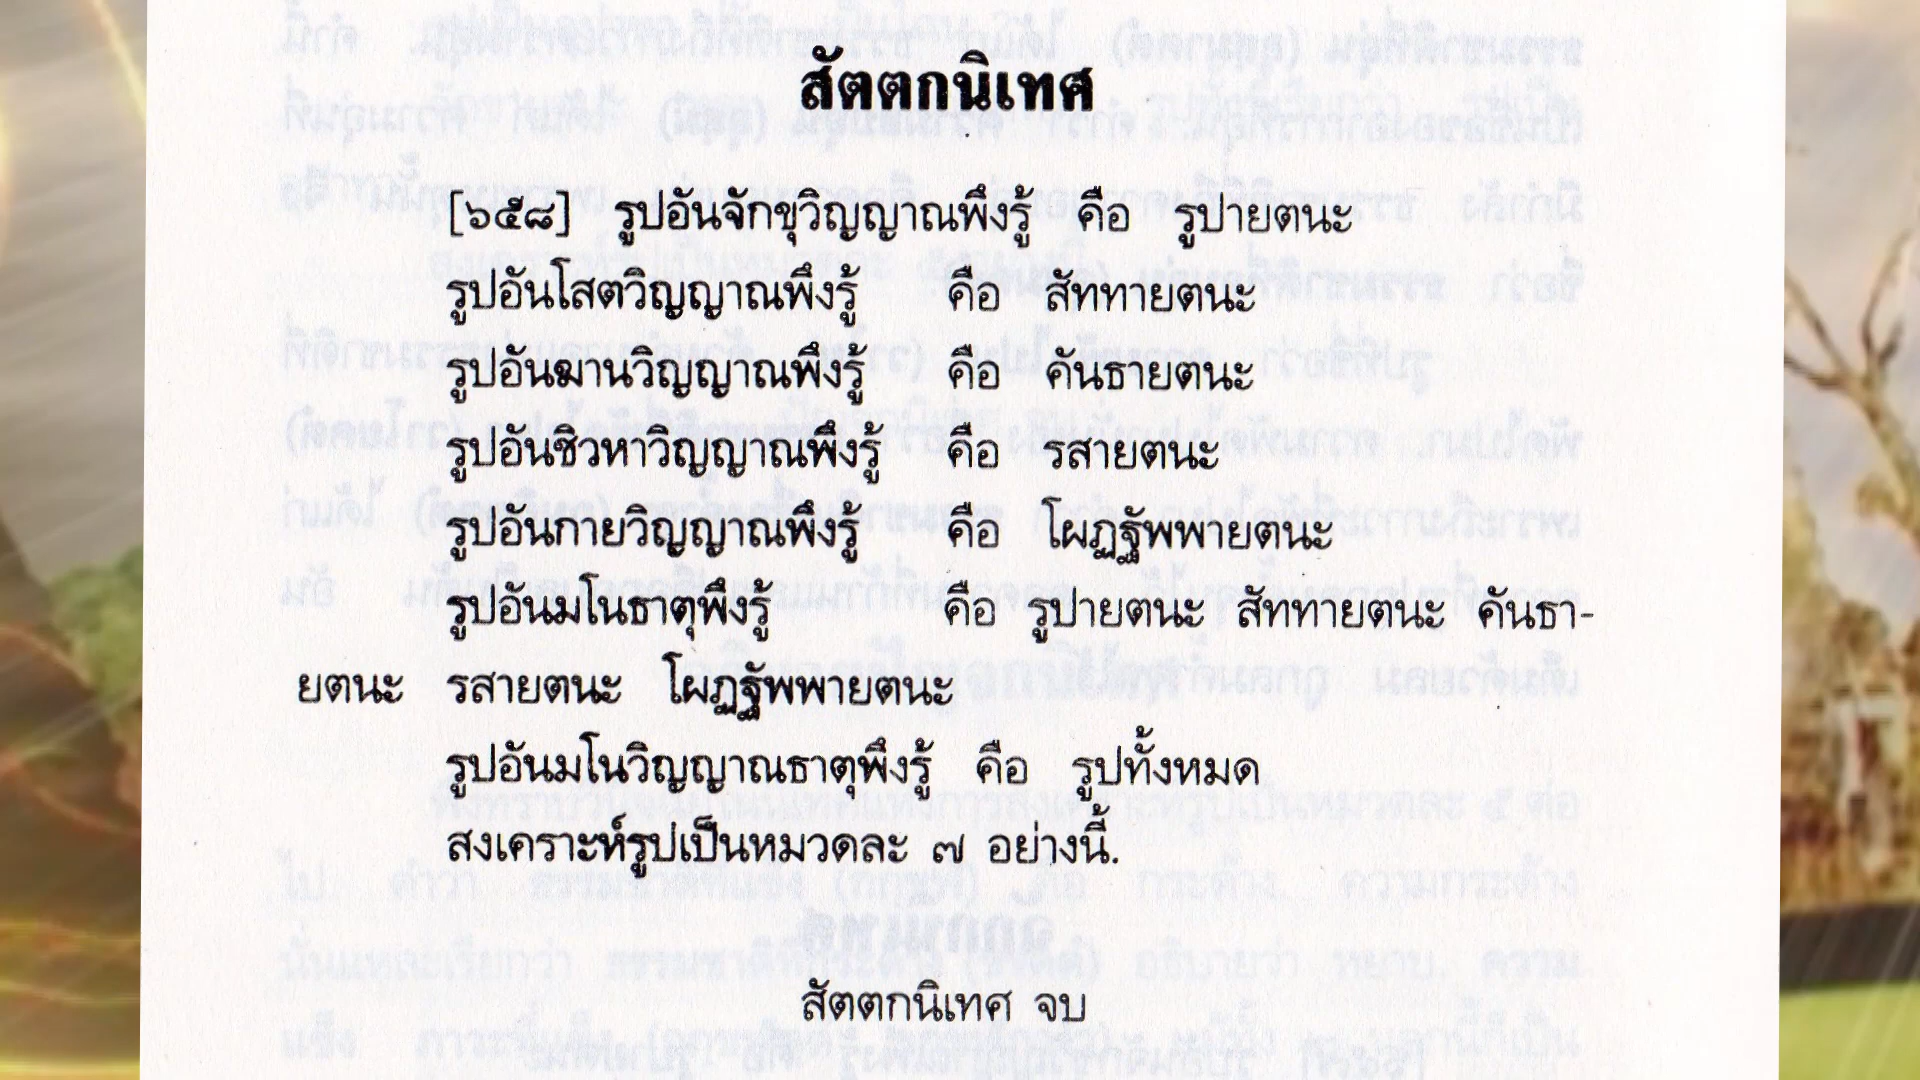 สัตตกนิเทศ
[๖๕๘] รูปอันจักขุวิญญาณพึงรู้ คือ รูปายตนะ
รูปอันโสตวิญญาณพึงรู้ คือ สัททายตนะ
รูปอันฆานวิญญาณพึงรู้ คือ คันธายตนะ
รูปอันชิวหาวิญญาณพึงรู้ คือ รสายตนะ
รูปอันกายวิญญาณพึงรู้ คือ โผฏฐัพพายตนะ
รูปอันมโนธาตุพึงรู้ คือ รูปายตนะ สัททายตนะ คันธา-
ยตนะ รสายตนะ โผฏฐัพพายตนะ
รูปอันมโนวิญญาณธาตุพึงรู้ คือ รูปทั้งหมด
สงเคราะห์รูปเป็นหมวดละ ๗ อย่างนี้.
สัตตกนิเทศ จบ